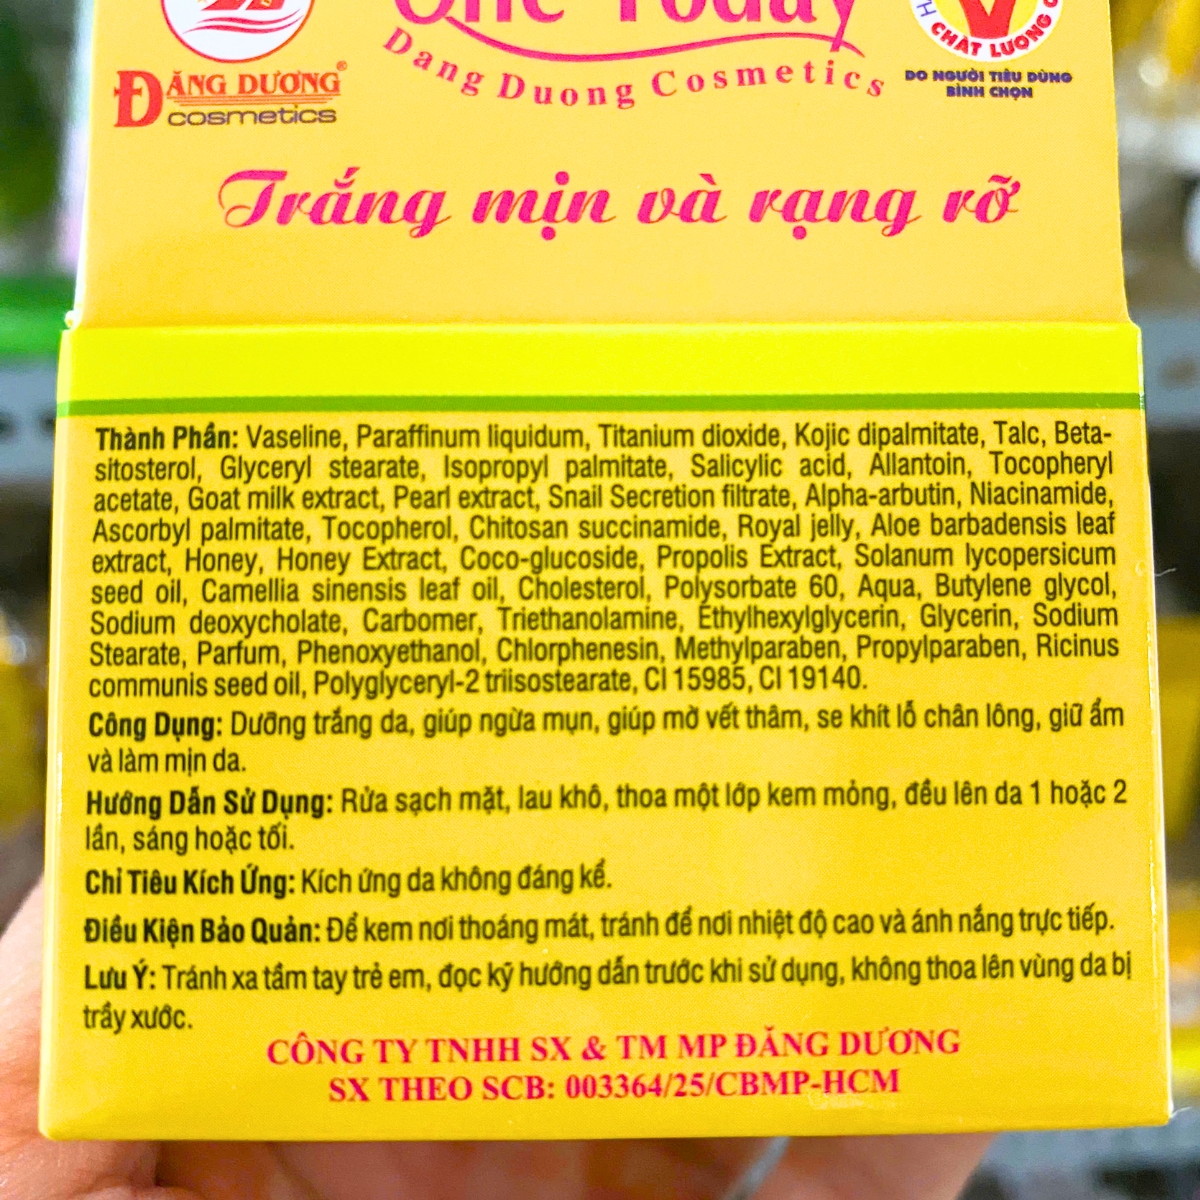 One Today
Dang Duong Cosmetics
ĐĂNG DƯƠNG®
cosmetics
CHẤT LƯỢNG
DO NGƯỜI TIÊU DÙNG
BÌNH CHỌN
Trắng mịn và rạng rỡ
Thành Phần: Vaseline, Paraffinum liquidum, Titanium dioxide, Kojic dipalmitate, Talc, Beta-
sitosterol, Glyceryl stearate, Isopropyl palmitate, Salicylic acid, Allantoin, Tocopheryl
acetate, Goat milk extract, Pearl extract, Snail Secretion filtrate, Alpha-arbutin, Niacinamide,
Ascorbyl palmitate, Tocopherol, Chitosan succinamide, Royal jelly, Aloe barbadensis leaf
extract, Honey, Honey Extract, Coco-glucoside, Propolis Extract, Solanum lycopersicum
seed oil, Camellia sinensis leaf oil, Cholesterol, Polysorbate 60, Aqua, Butylene glycol,
Sodium deoxycholate, Carbomer, Triethanolamine, Ethylhexylglycerin, Glycerin, Sodium
Stearate, Parfum, Phenoxyethanol, Chlorphenesin, Methylparaben, Propylparaben, Ricinus
communis seed oil, Polyglyceryl-2 triisostearate, CI 15985, CI 19140.
Công Dụng: Dưỡng trắng da, giúp ngừa mụn, giúp mờ vết thâm, se khít lỗ chân lông, giữ ẩm
và làm mịn da.
Hướng Dẫn Sử Dụng: Rửa sạch mặt, lau khô, thoa một lớp kem mỏng, đều lên da 1 hoặc 2
lần, sáng hoặc tối.
Chỉ Tiêu Kích Ứng: Kích ứng da không đáng kể.
Điều Kiện Bảo Quản: Để kem nơi thoáng mát, tránh để nơi nhiệt độ cao và ánh nắng trực tiếp.
Lưu Ý: Tránh xa tầm tay trẻ em, đọc kỹ hướng dẫn trước khi sử dụng, không thoa lên vùng da bị
trầy xước.
CÔNG TY TNHH SX & TM MP ĐĂNG DƯƠNG
SX THEO SCB: 003364/25/CBMP-HCM